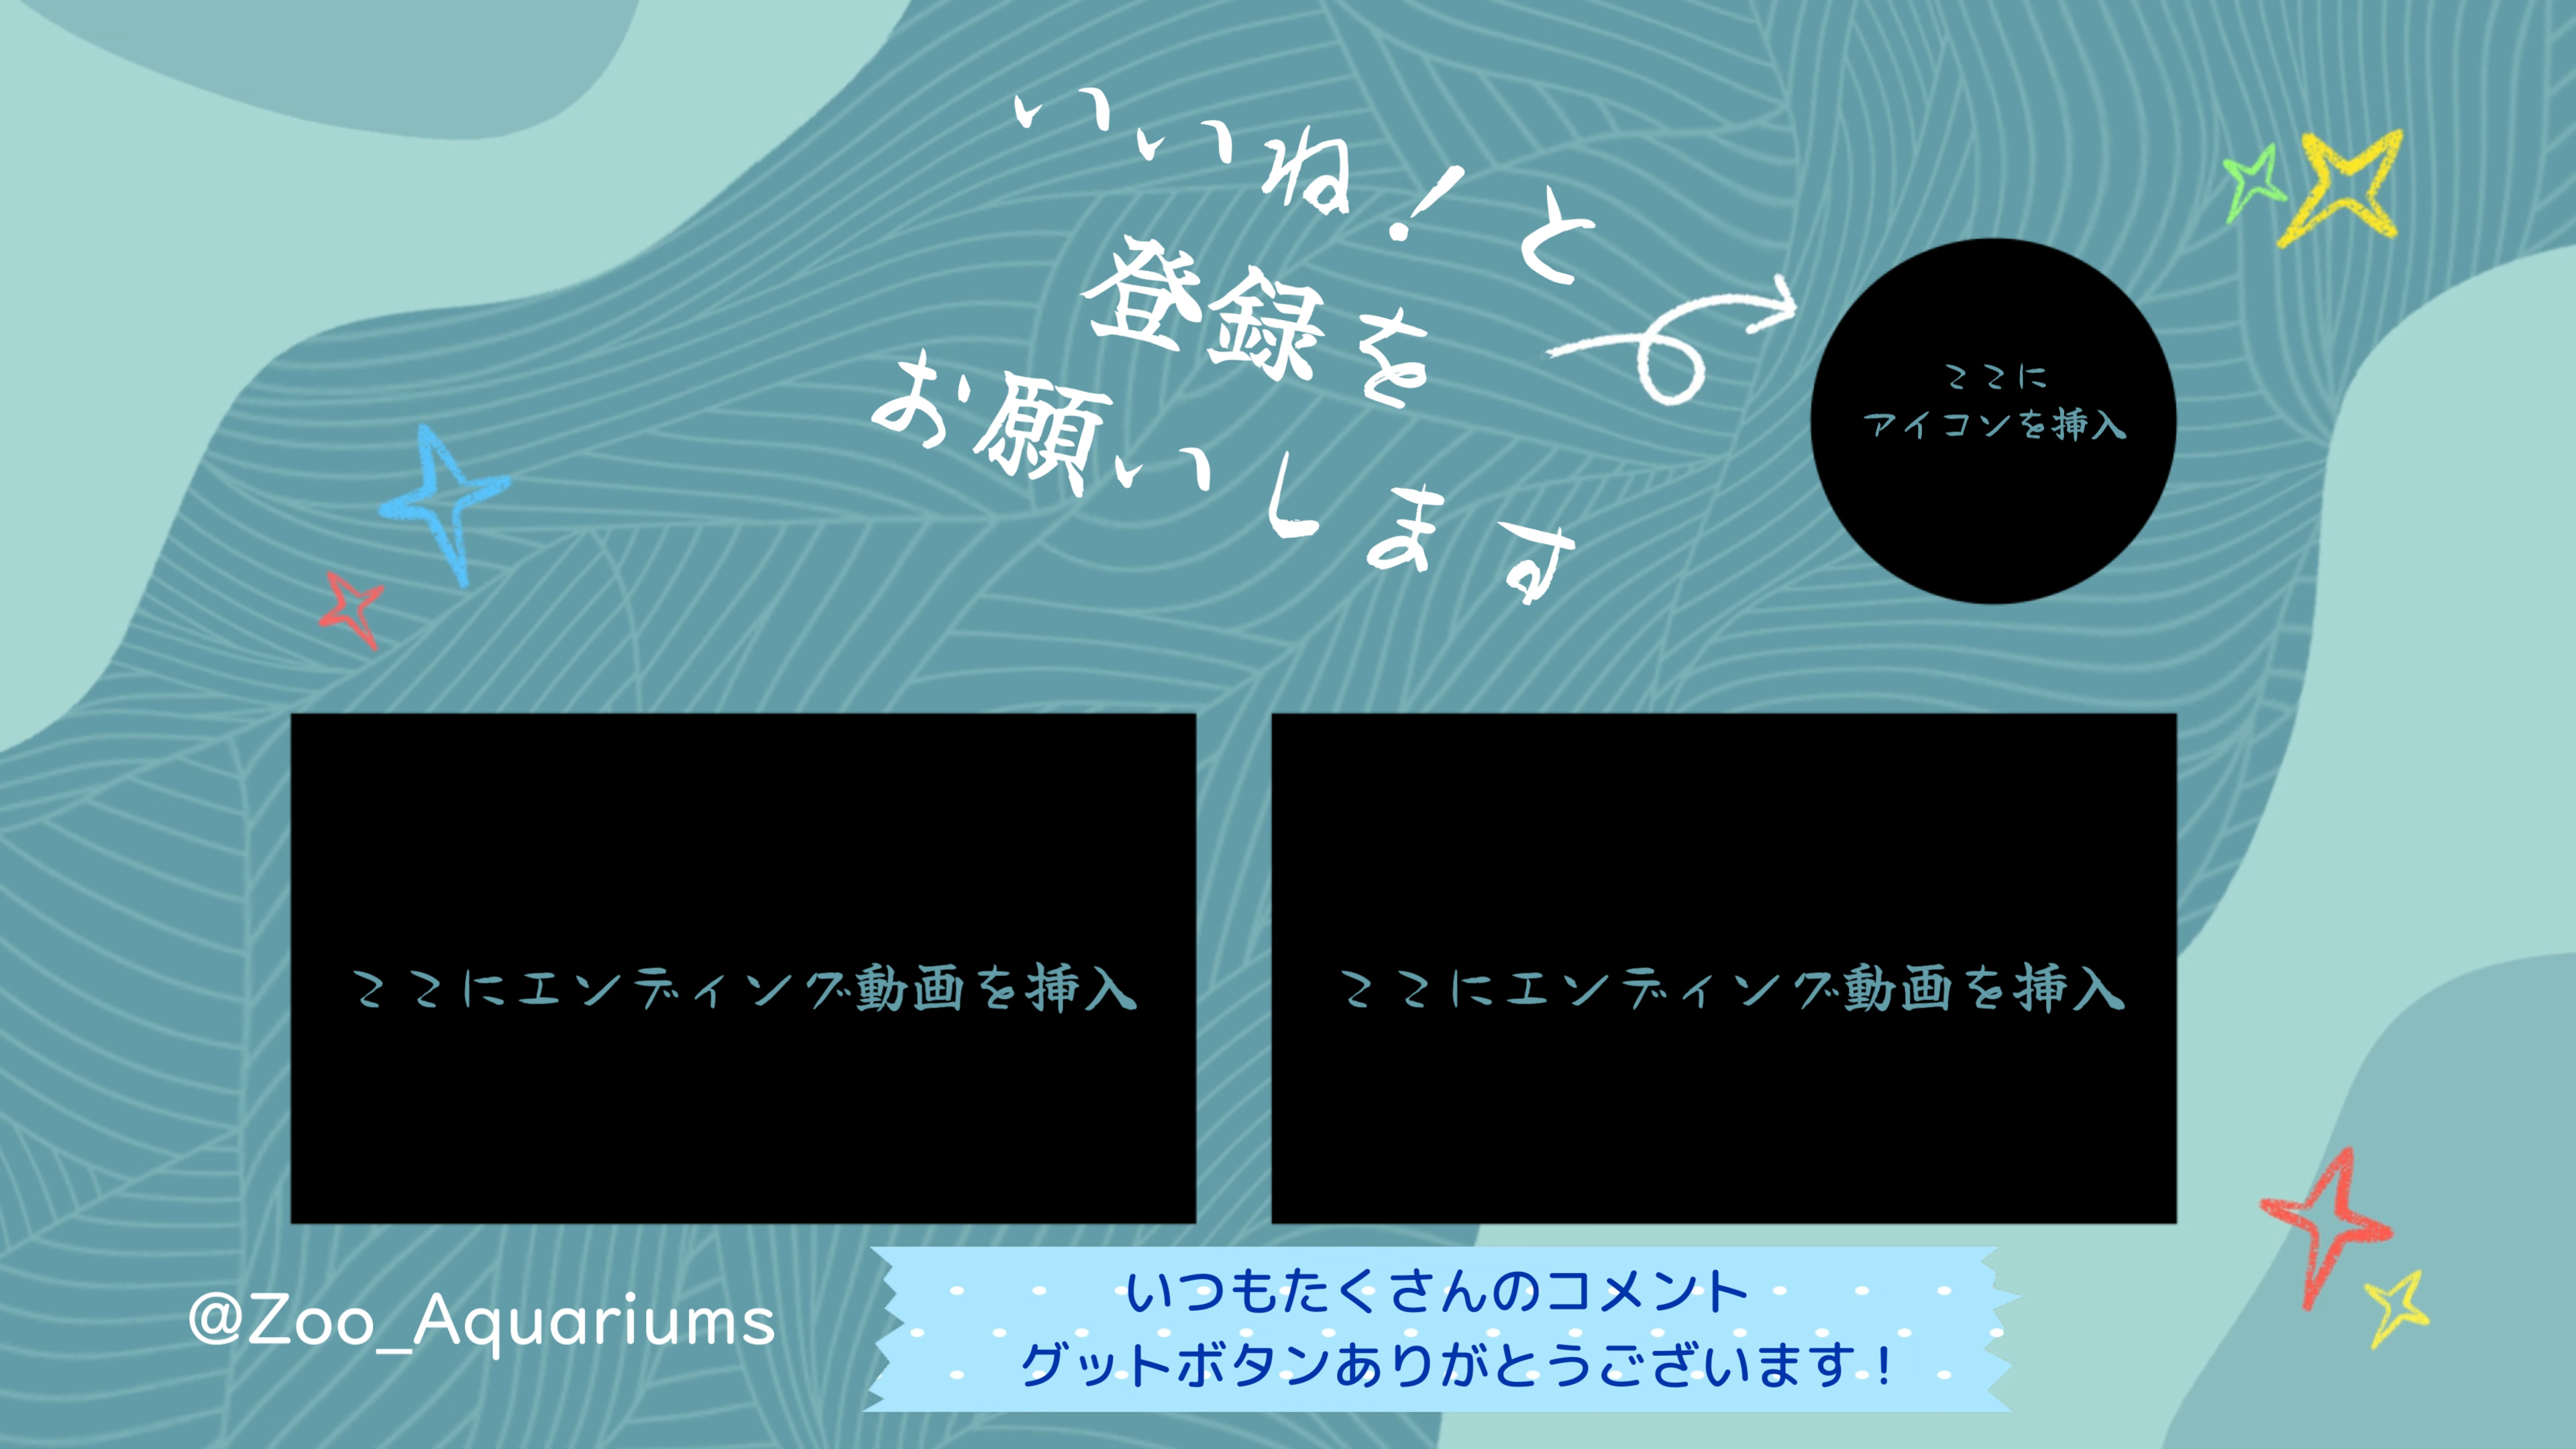 いいね！と
登録を
お願いします
ここに
アイコンを挿入
ここにエンディング動画を挿入
ここにエンディング動画を挿入
@Zoo_Aquariums
いつもたくさんのコメント
グットボタンありがとうございます！